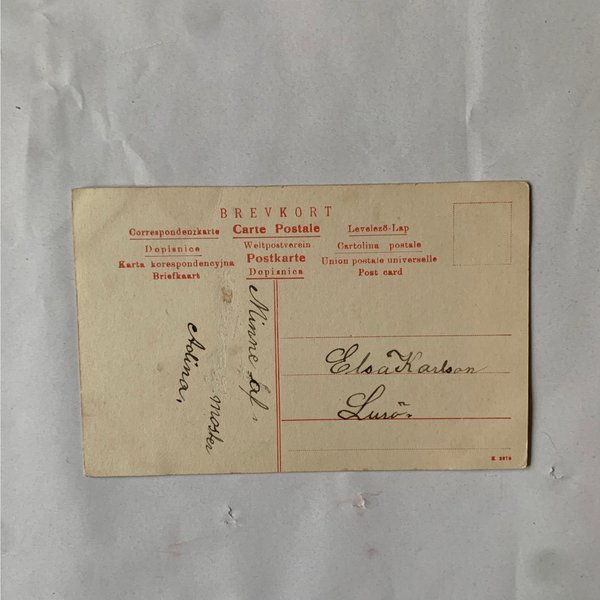 BREVKORT
Correspondenzkarte Carte Postale Levelező-Lap
Dopisnice Weltpostverein Cartolina postale
Karta korespondencyjna Postkarte Union postale universelle
Briefkaart Dopisnica Post card
Minne af.
moster
Adina.
Elsa Karlson
Lurö.